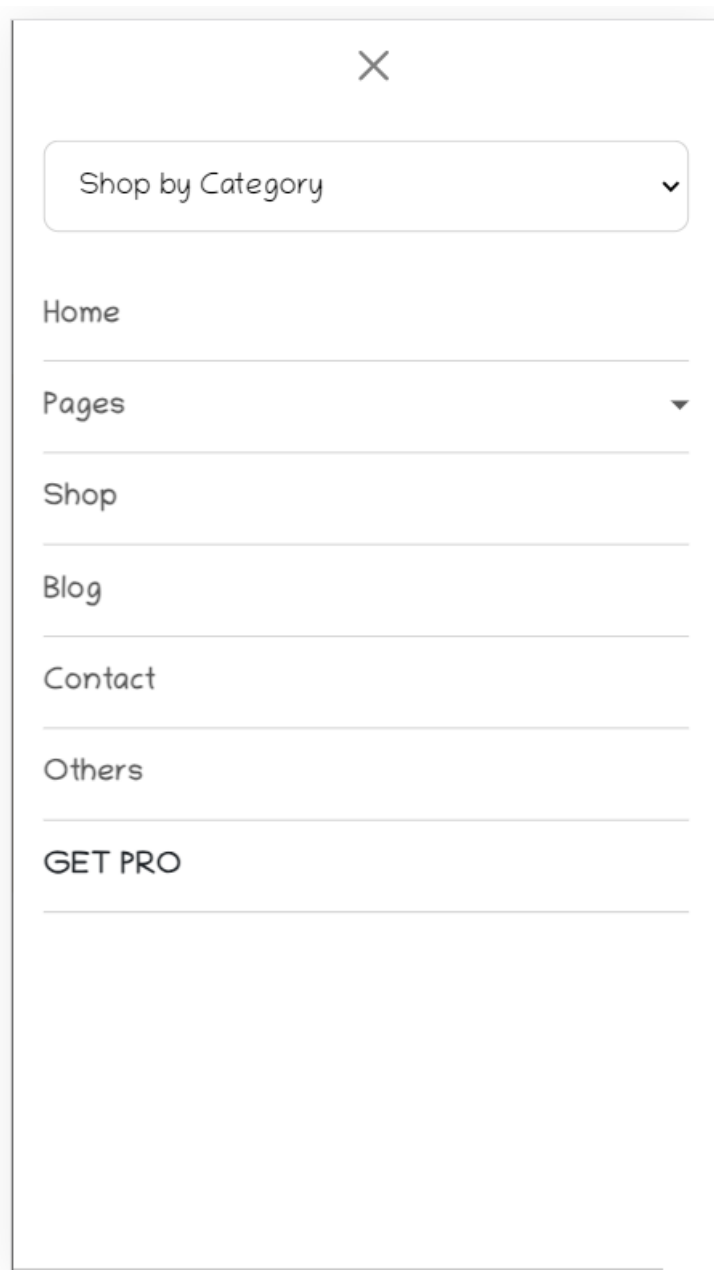 Shop by Category
Home
Pages
Shop
Blog
Contact
Others
GET PRO